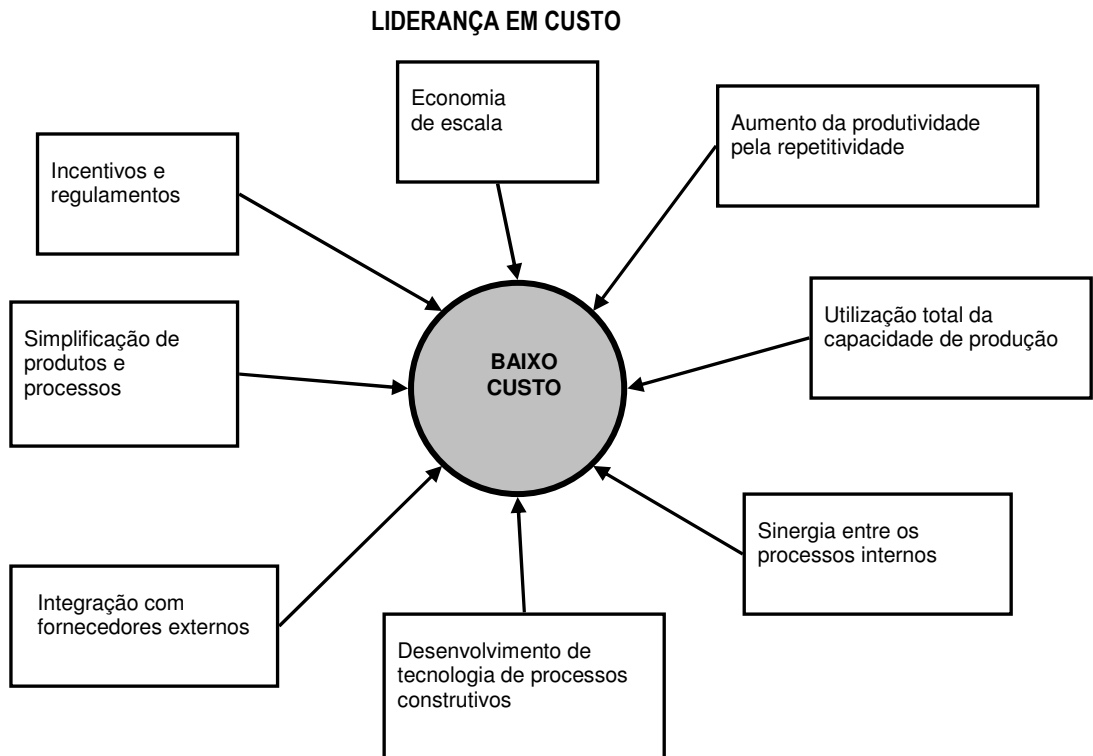 LIDERANÇA EM CUSTO
Economia
de escala
Aumento da produtividade
pela repetitividade
Incentivos e
regulamentos
Utilização total da
capacidade de produção
Simplificação de
produtos e
processos
BAIXO
CUSTO
Sinergia entre os
processos internos
Integração com
fornecedores externos
Desenvolvimento de
tecnologia de processos
construtivos